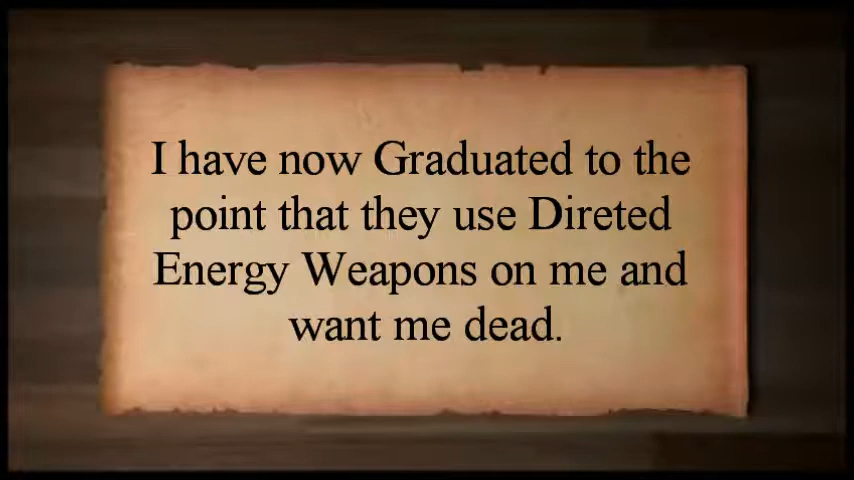 I have now Graduated to the
point that they use Direted
Energy Weapons on me and
want me dead.